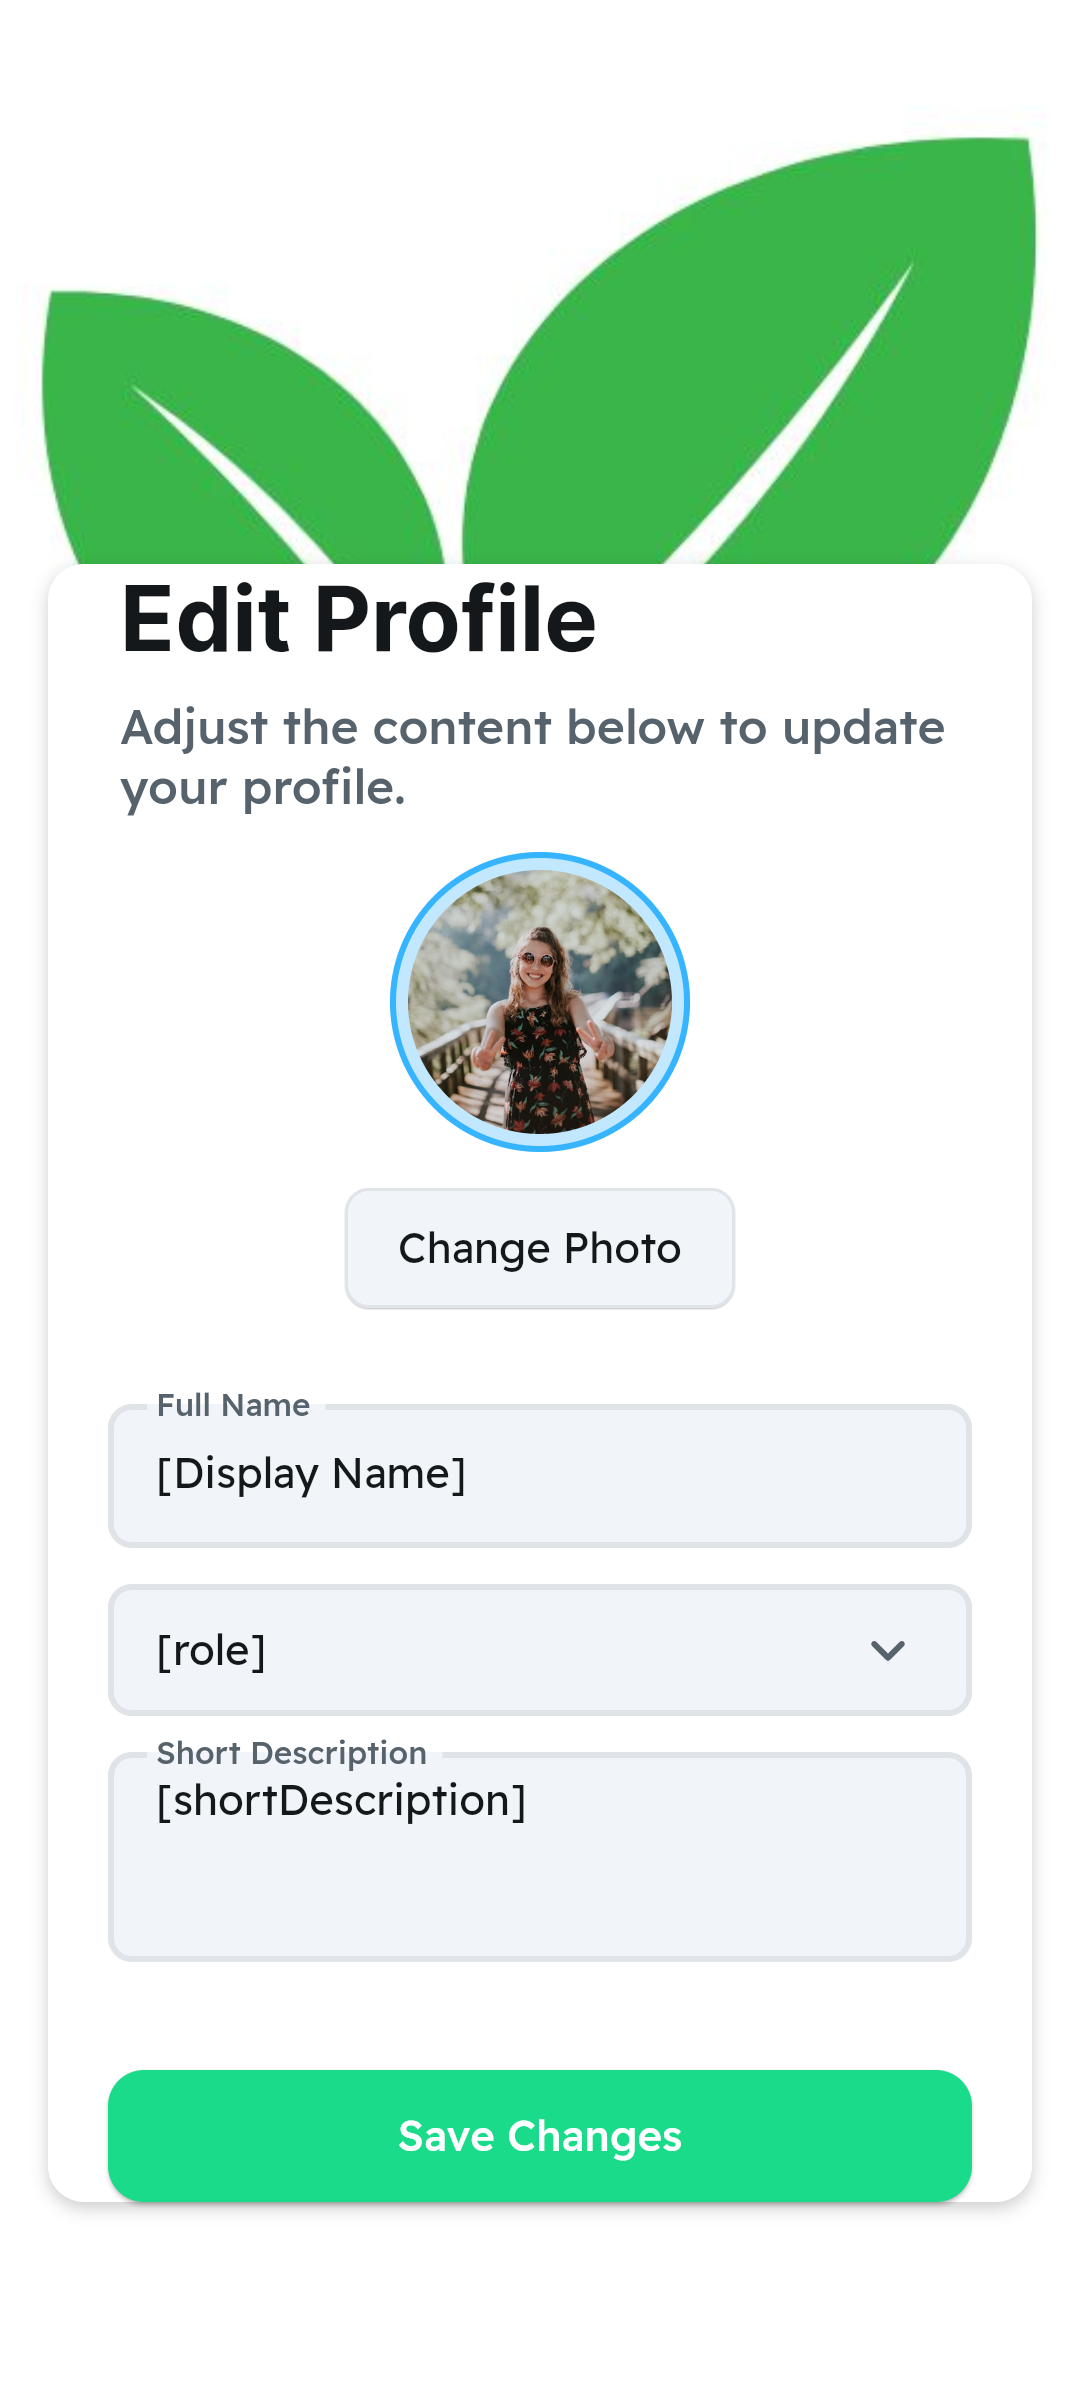 Edit Profile
Adjust the content below to update
your profile.
Change Photo
Full Name
[Display Name]
[role]
Short Description
[shortDescription]
Save Changes